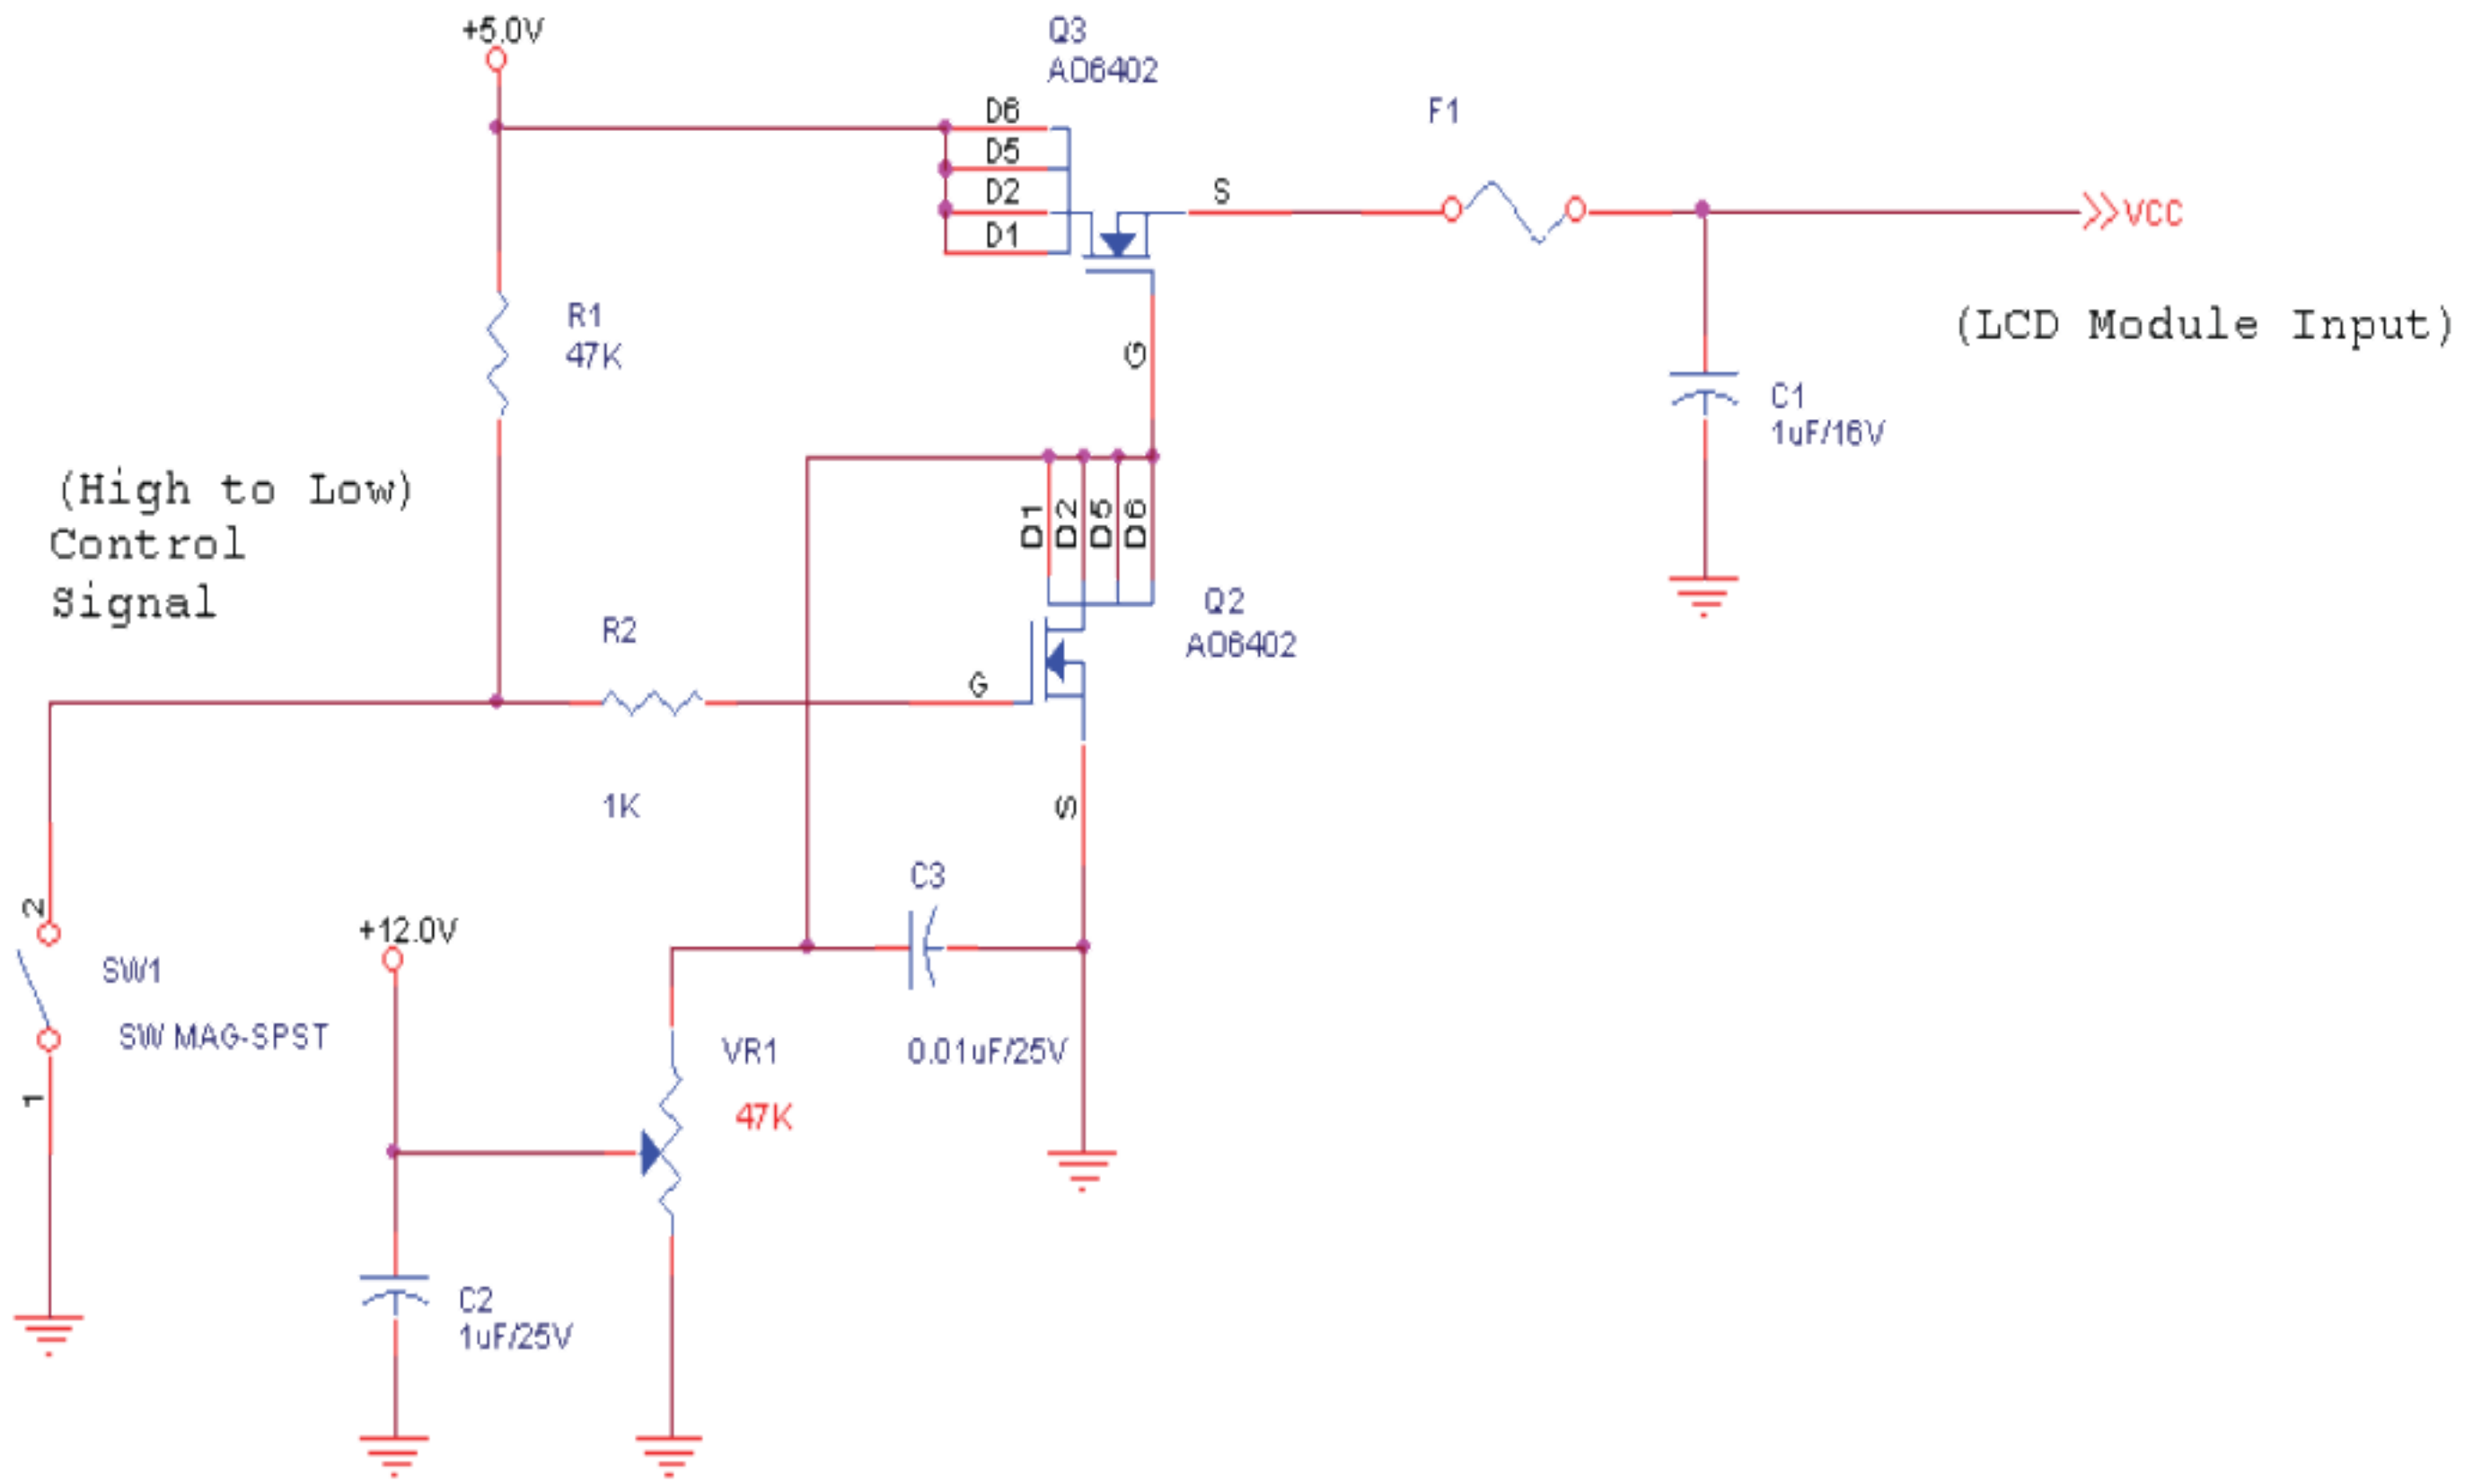 +5.0V
Q3
AO6402
D6
D5
D2
D1
S
G
F1
VCC
(LCD Module Input)
R1
47K
C1
1uF/16V
(High to Low)
Control
Signal
D1
D2
D5
D6
Q2
AO6402
R2
1K
G
S
2
SW1
SW MAG-SPST
1
+12.0V
C3
0.01uF/25V
VR1
47K
C2
1uF/25V